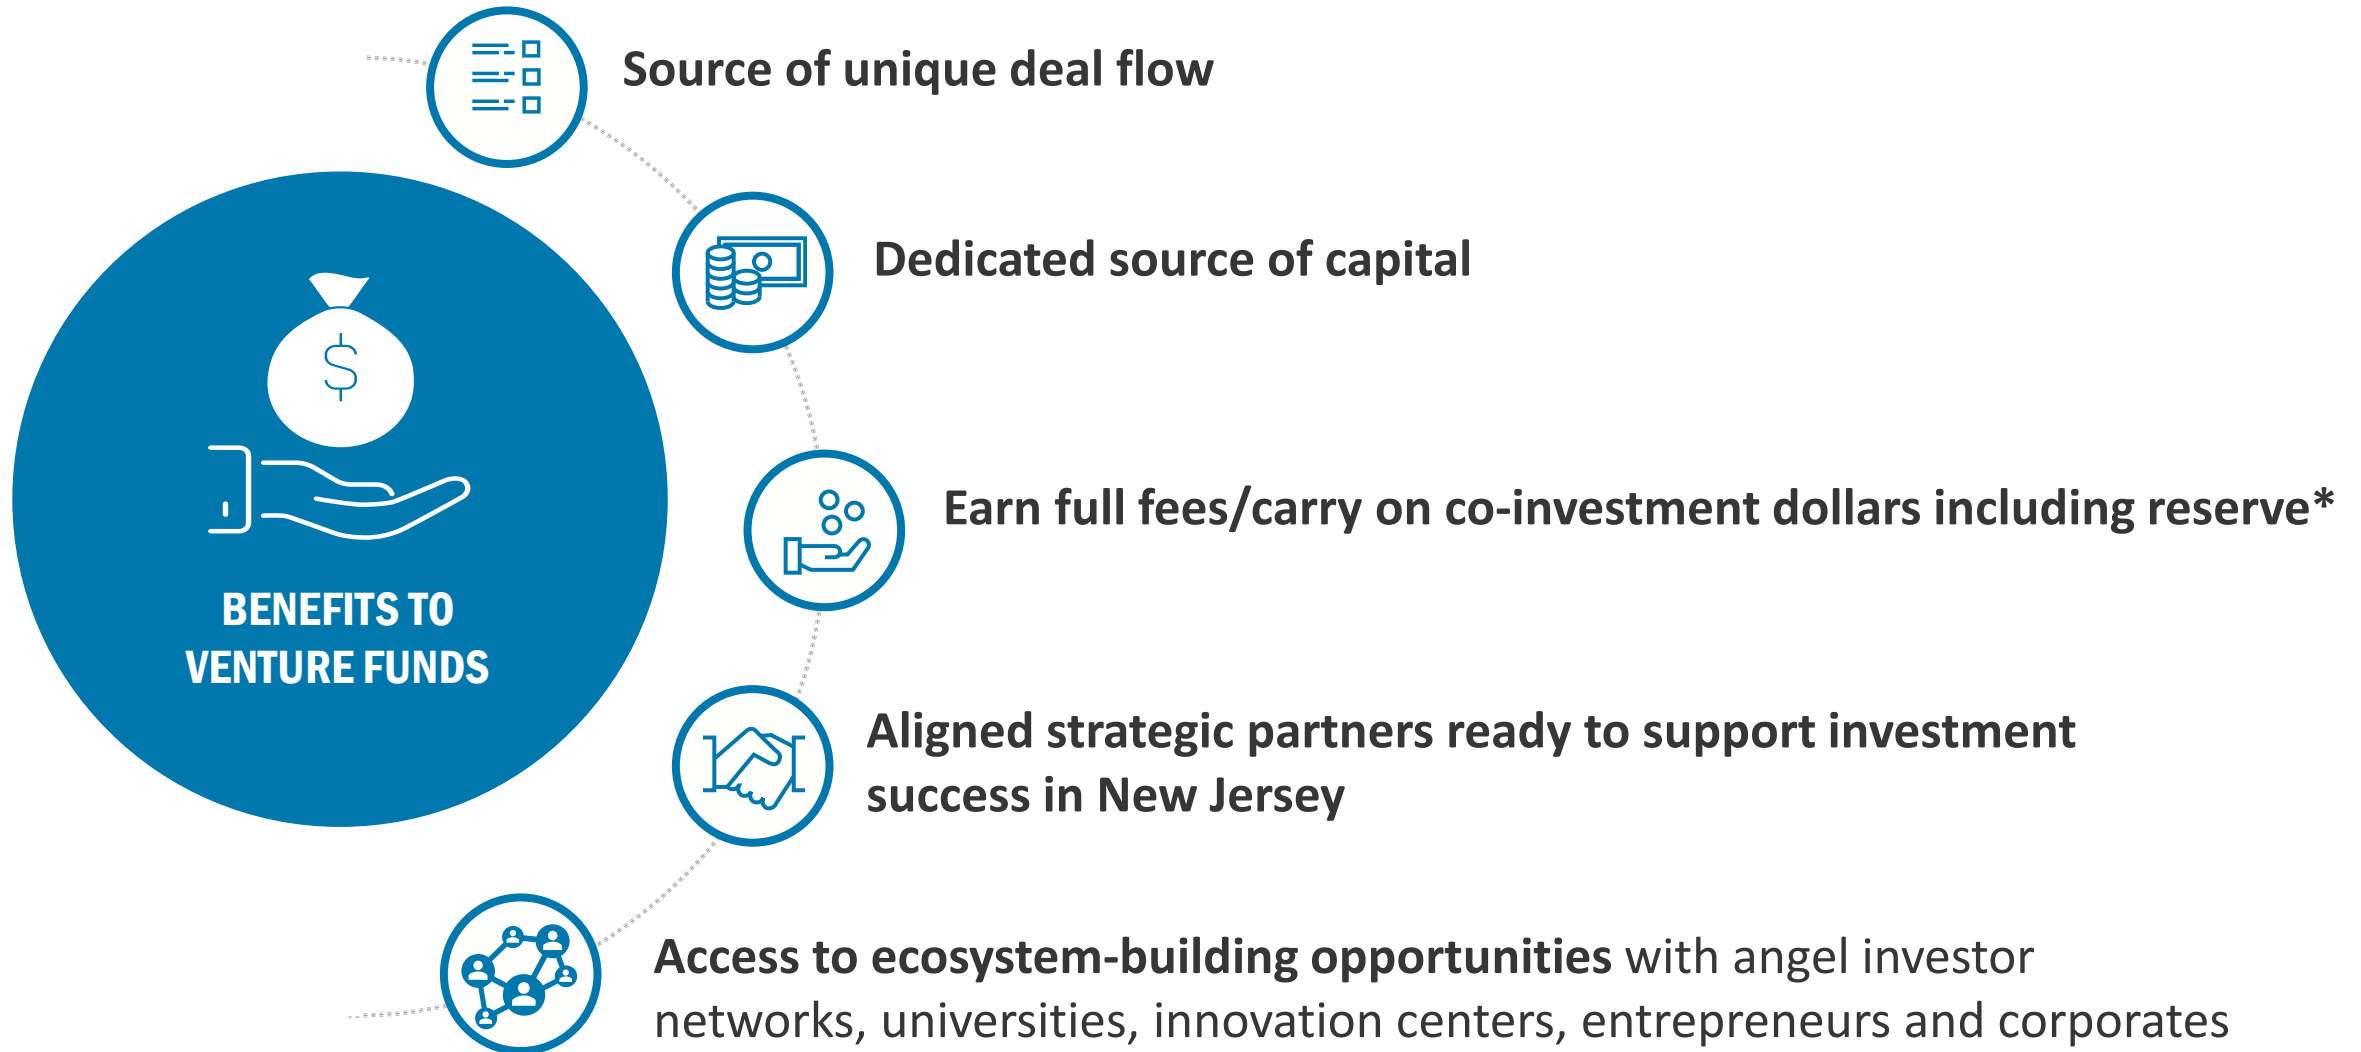 Source of unique deal flow
Dedicated source of capital
$
Earn full fees/carry on co-investment dollars including reserve*
BENEFITS TO
VENTURE FUNDS
Aligned strategic partners ready to support investment
success in New Jersey
Access to ecosystem-building opportunities with angel investor
networks, universities, innovation centers, entrepreneurs and corporates